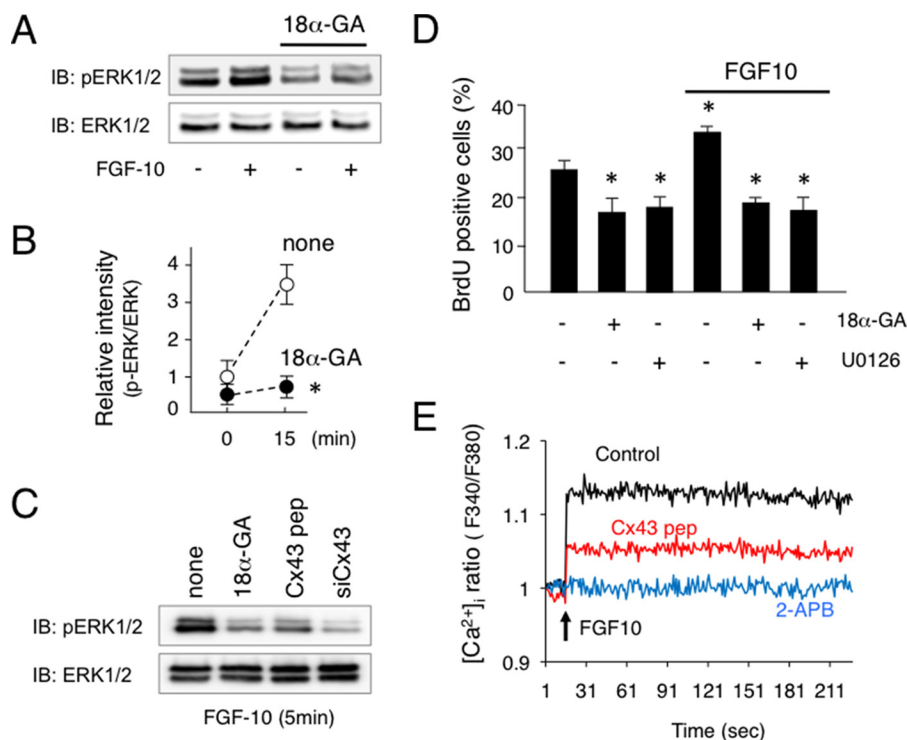 A
18α-GA
IB: pERK1/2
IB: ERK1/2
FGF-10 - + - +
B
Relative intensity
(p-ERK/ERK)
4
3
1
0
none
18α-GA
*
0 15 (min)
C
none 18α-GA Cx43 pep siCx43
IB: pERK1/2
IB: ERK1/2
FGF-10 (5min)
D
FGF10
BrdU positive cells (%)
40
30
20
10
0
* * * * *
- + - - + - 18α-GA
- - + - - + U0126
E
[Ca²⁺]i ratio ( F340/F380)
1.2
1.1
1
0.9
Control
Cx43 pep
2-APB
FGF10
1 31 61 91 121 151 181 211
Time (sec)